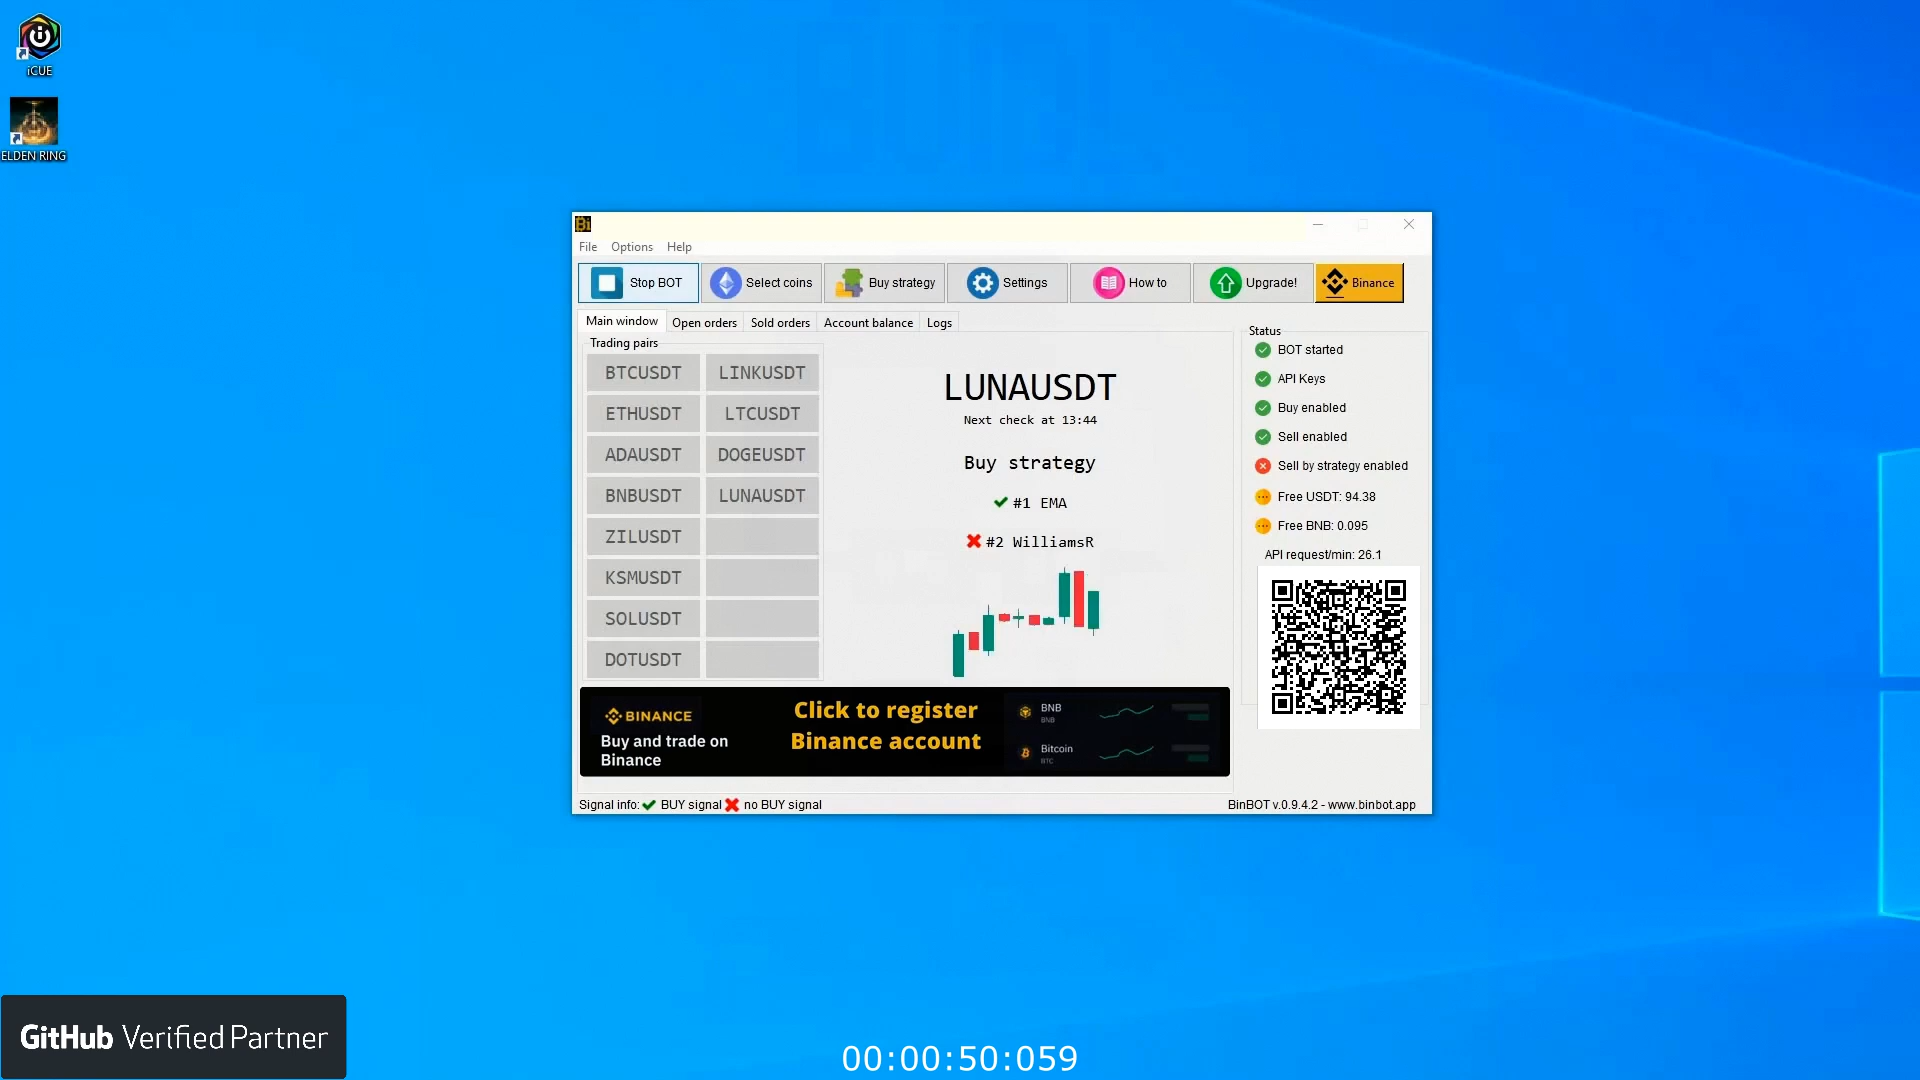 iCUE
ELDEN RING
File Options Help
Stop BOT Select coins Buy strategy Settings How to Upgrade! Binance
Main window Open orders Sold orders Account balance Logs
Trading pairs
BTCUSDT LINKUSDT
ETHUSDT LTCUSDT
ADAUSDT DOGEUSDT
BNBUSDT LUNAUSDT
ZILUSDT
KSMUSDT
SOLUSDT
DOTUSDT
LUNAUSDT
Next check at 13:44
Buy strategy
#1 EMA
#2 WilliamsR
Status
BOT started
API Keys
Buy enabled
Sell enabled
Sell by strategy enabled
Free USDT: 94.38
Free BNB: 0.095
API request/min: 26.1
BINANCE
Buy and trade on
Binance
Click to register
Binance account
BNB
BNB
Bitcoin
BTC
Signal info: BUY signal no BUY signal
BinBOT v.0.9.4.2 - www.binbot.app
GitHub Verified Partner
00:00:50:059